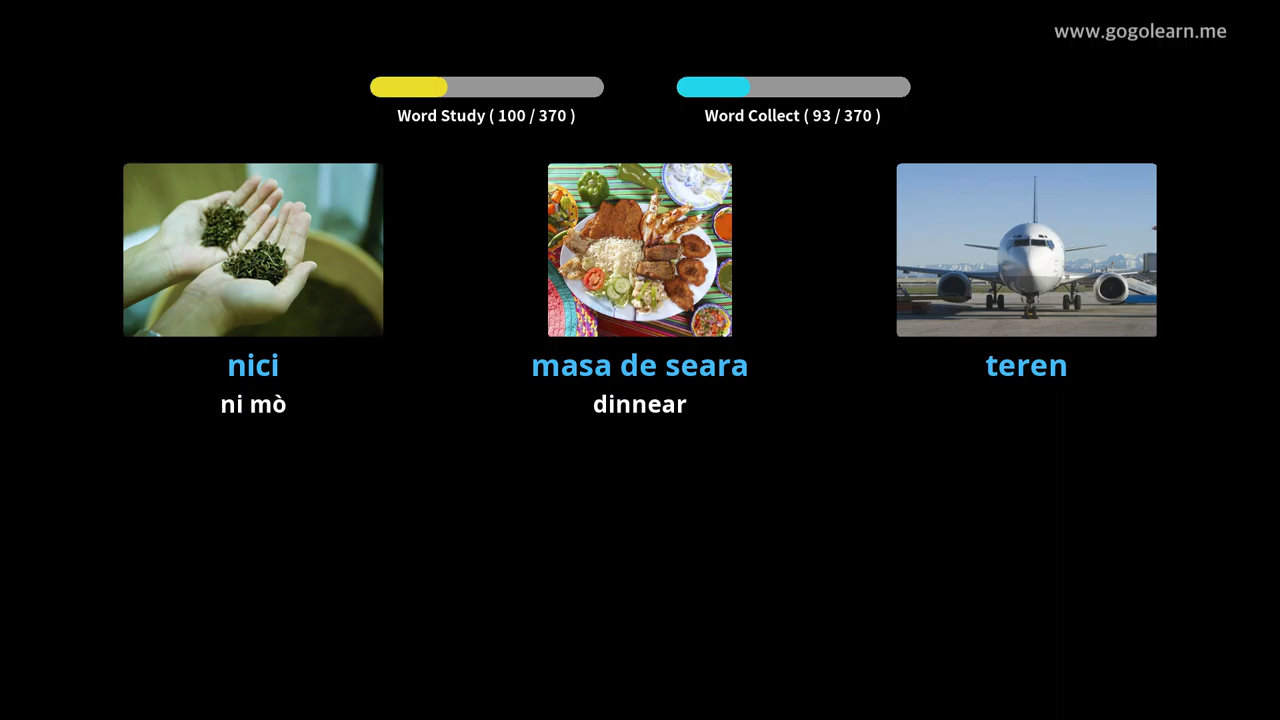 www.gogolearn.me
Word Study ( 100 / 370 )
Word Collect ( 93 / 370 )
nici
masa de seara
teren
ni mò
dinnear